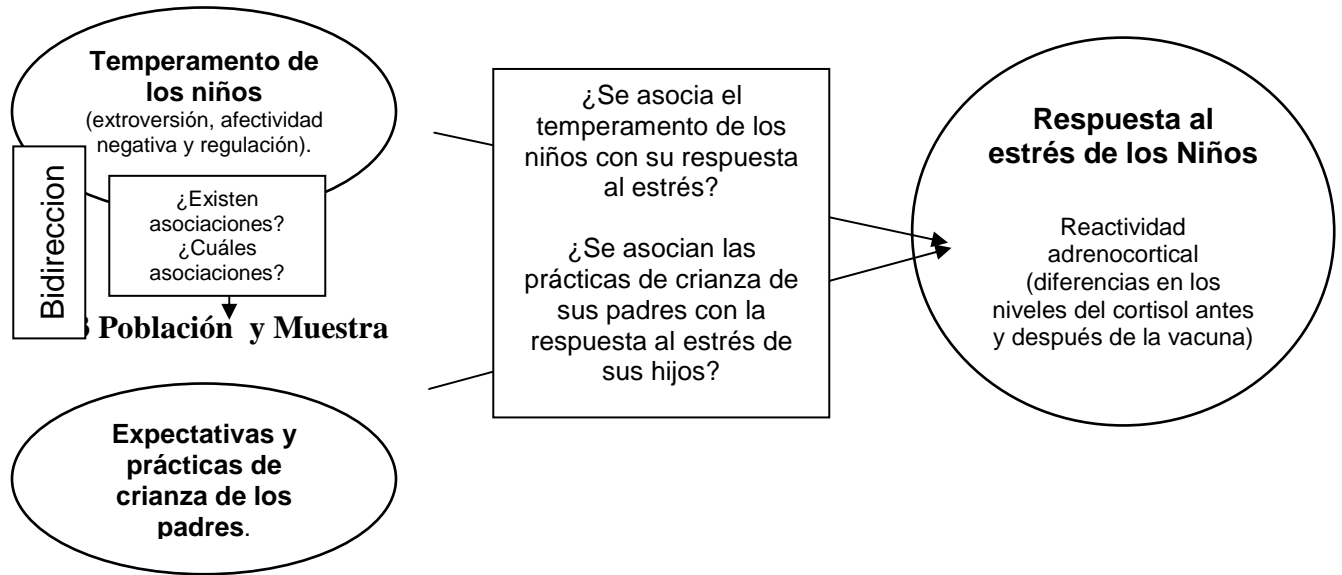 Temperamento de
los niños
(extroversión, afectividad
negativa y regulación).
Bidireccion
¿Existen
asociaciones?
¿Cuáles
asociaciones?
Población y Muestra
Expectativas y
prácticas de
crianza de los
padres.
¿Se asocia el
temperamento de los
niños con su respuesta
al estrés?
¿Se asocian las
prácticas de crianza de
sus padres con la
respuesta al estrés de
sus hijos?
Respuesta al
estrés de los Niños
Reactividad
adrenocortical
(diferencias en los
niveles del cortisol antes
y después de la vacuna)